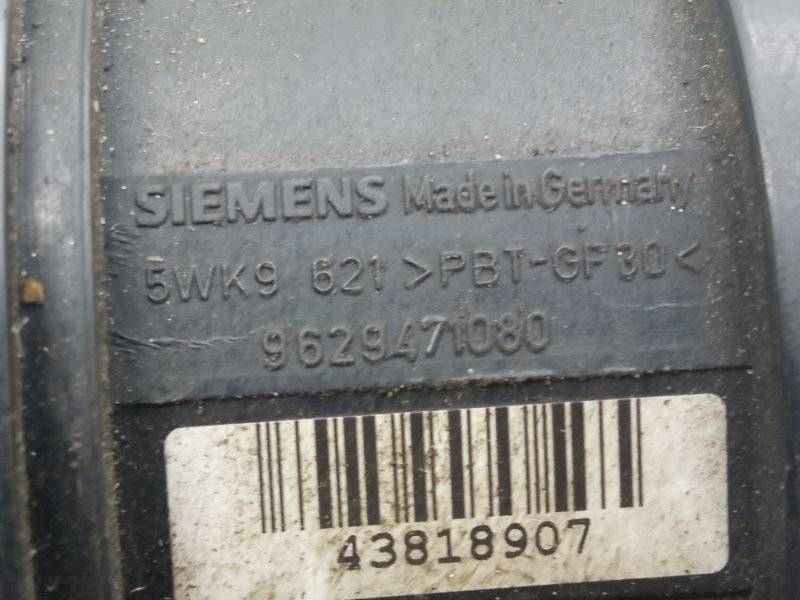 SIEMENS Made in Germany
5WK9 621 >PBT-GF30<
9629471080
43818907